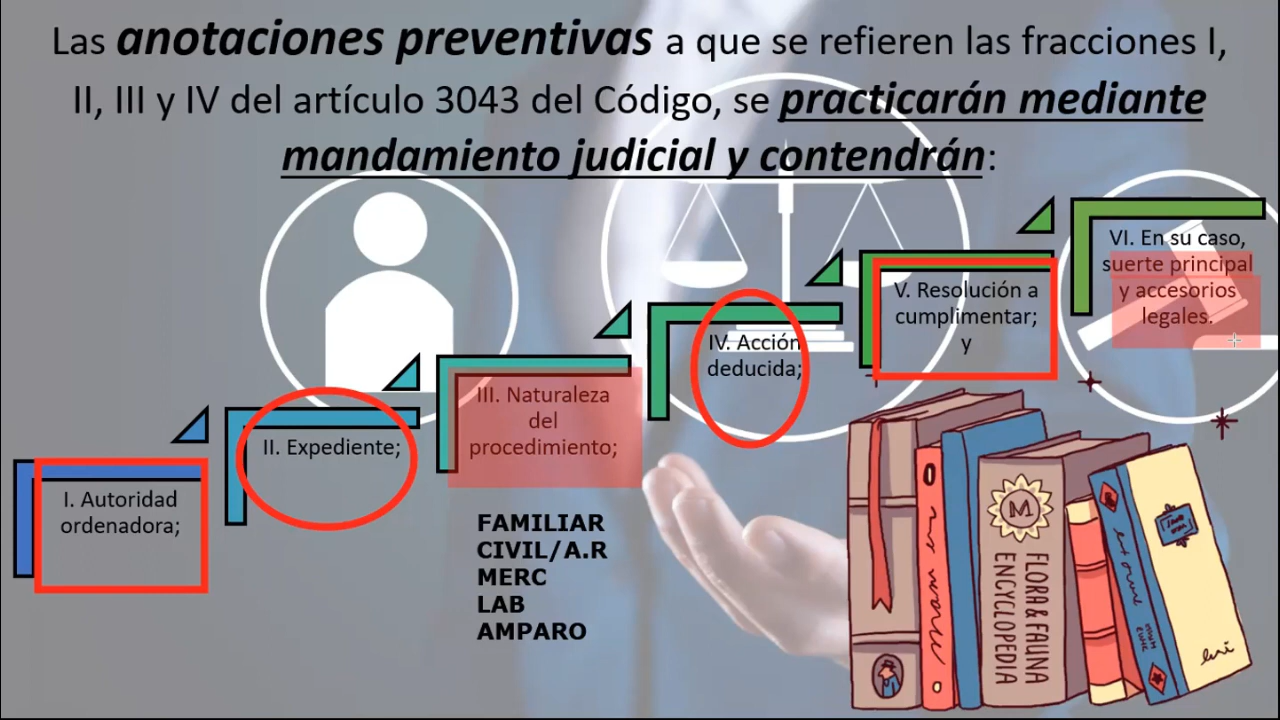 Las anotaciones preventivas a que se refieren las fracciones I,
II, III y IV del artículo 3043 del Código, se practicarán mediante
mandamiento judicial y contendrán:
I. Autoridad
ordenadora;
II. Expediente;
III. Naturaleza
del
procedimiento;
FAMILIAR
CIVIL/A.R
MERC
LAB
AMPARO
IV. Acción
deducida;
V. Resolución a
cumplimentar;
y
VI. En su caso,
suerte principal
y accesorios
legales.
M
FLORA & FAUNA
ENCYCLOPEDIA